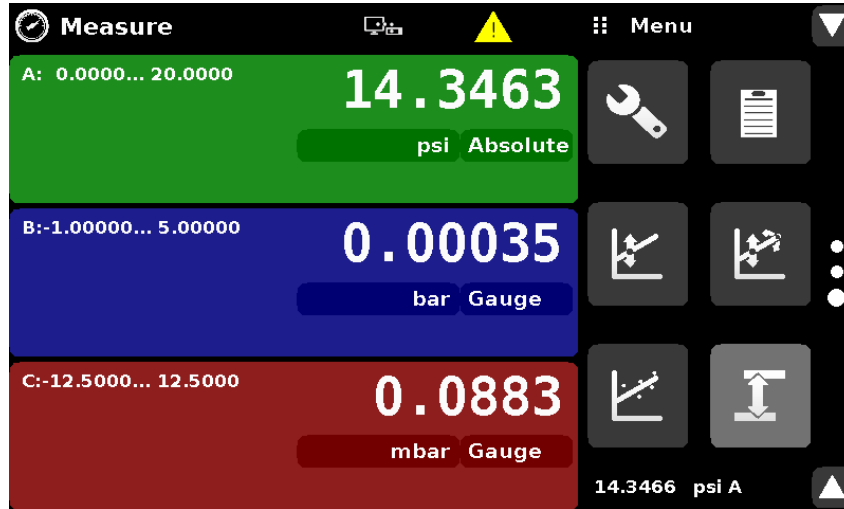 Measure
Menu
A: 0.0000... 20.0000
14.3463
psi Absolute
B:-1.00000... 5.00000
0.00035
bar Gauge
C:-12.5000... 12.5000
0.0883
mbar Gauge
14.3466 psi A